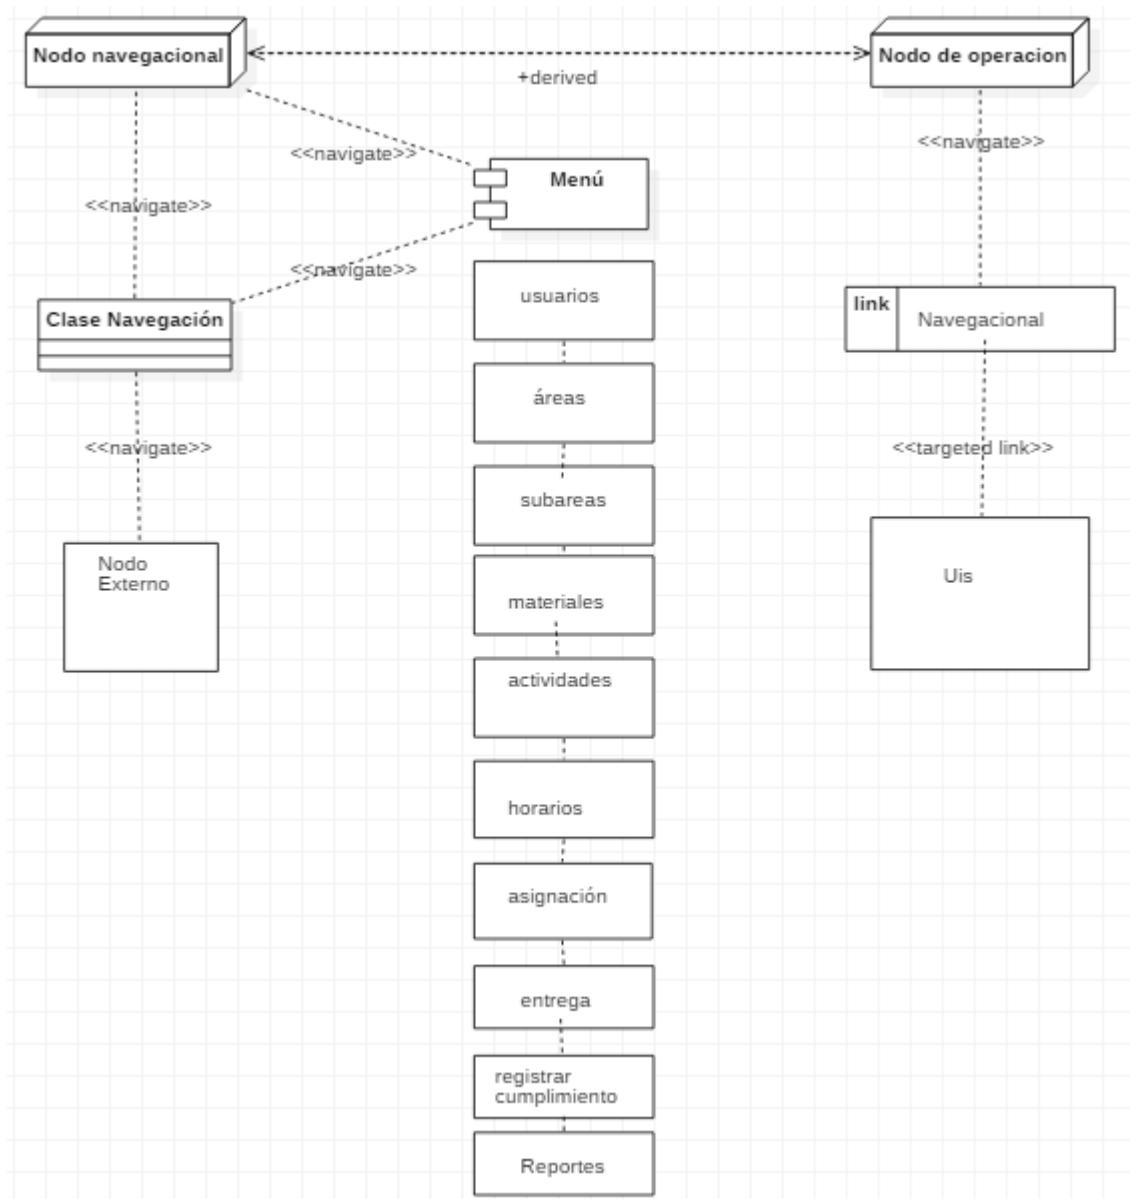 Nodo navegacional
Nodo de operacion
+derived
<<navigate>>
<<navigate>>
Menú
<<navigate>>
<<navigate>>
usuarios
link
Navegacional
Clase Navegación
áreas
<<navigate>>
<<targeted link>>
subareas
Nodo
Externo
Uis
materiales
actividades
horarios
asignación
entrega
registrar
cumplimiento
Reportes